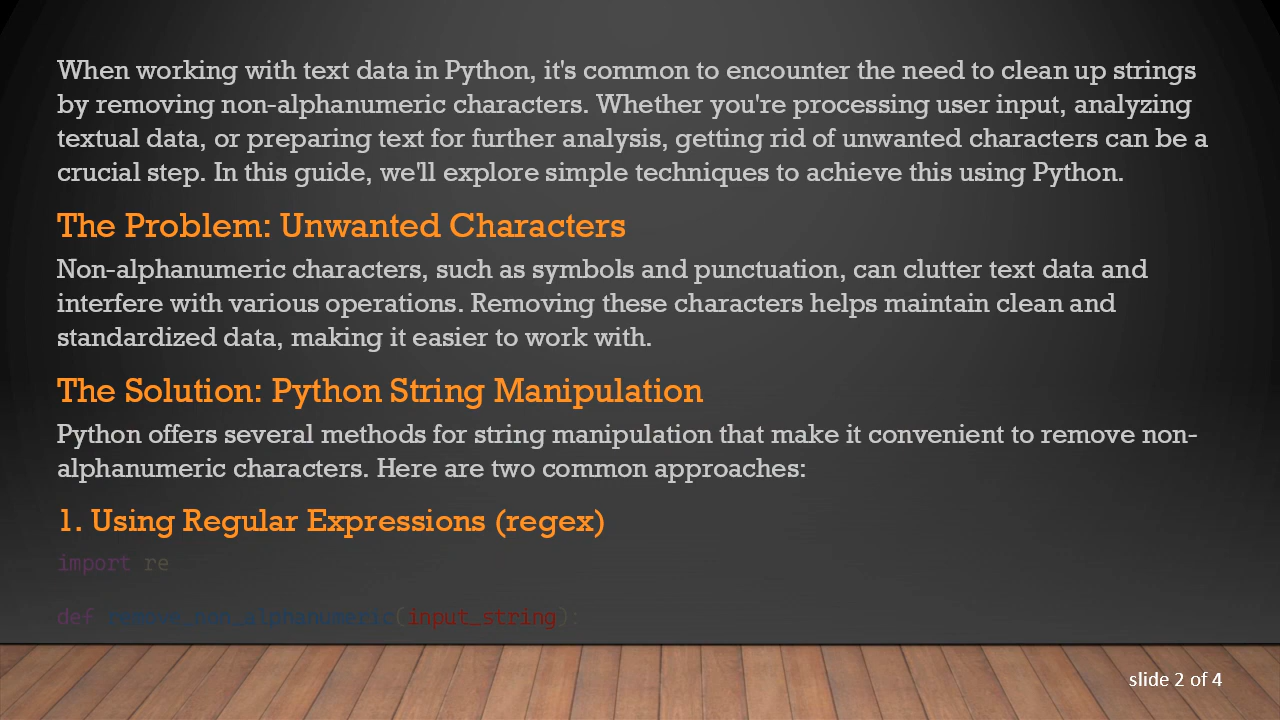 When working with text data in Python, it's common to encounter the need to clean up strings
by removing non-alphanumeric characters. Whether you're processing user input, analyzing
textual data, or preparing text for further analysis, getting rid of unwanted characters can be a
crucial step. In this guide, we'll explore simple techniques to achieve this using Python.
The Problem: Unwanted Characters
Non-alphanumeric characters, such as symbols and punctuation, can clutter text data and
interfere with various operations. Removing these characters helps maintain clean and
standardized data, making it easier to work with.
The Solution: Python String Manipulation
Python offers several methods for string manipulation that make it convenient to remove non-
alphanumeric characters. Here are two common approaches:
1. Using Regular Expressions (regex)
import re
def remove_non_alphanumeric(input_string):
slide 2 of 4